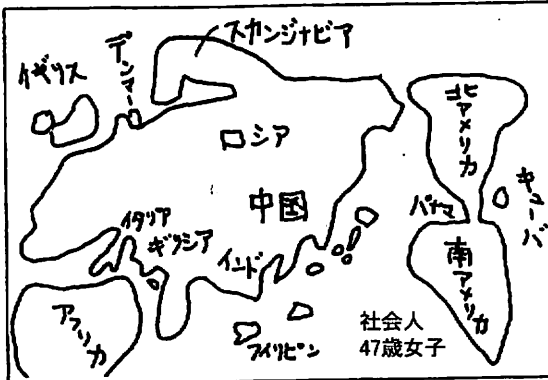 スカンジナビア
デンマーク
イギリス
ロシア
北アメリカ
キューバ
中国
パナマ
イタリア
ギリシア
インド
南アメリカ
アフリカ
フィリピン
社会人
47歳女子